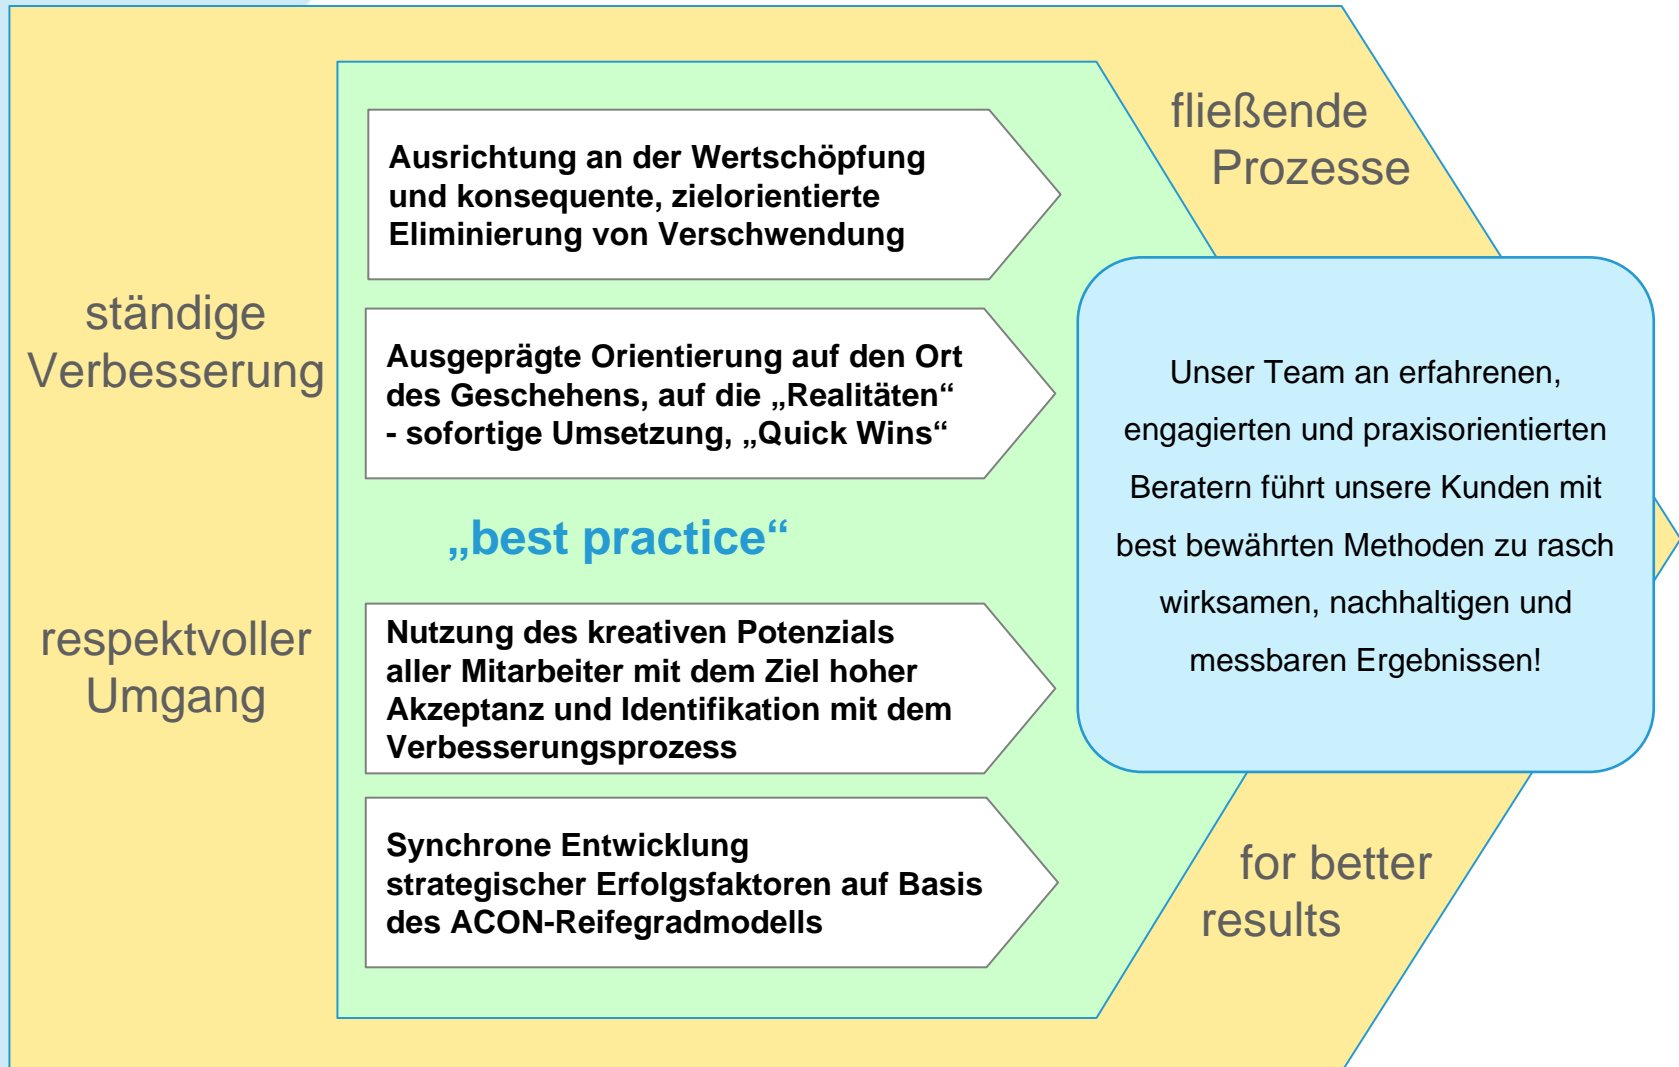 ständige
Verbesserung
respektvoller
Umgang
Ausrichtung an der Wertschöpfung
und konsequente, zielorientierte
Eliminierung von Verschwendung
Ausgeprägte Orientierung auf den Ort
des Geschehens, auf die „Realitäten“
- sofortige Umsetzung, „Quick Wins“
„best practice“
Nutzung des kreativen Potenzials
aller Mitarbeiter mit dem Ziel hoher
Akzeptanz und Identifikation mit dem
Verbesserungsprozess
Synchrone Entwicklung
strategischer Erfolgsfaktoren auf Basis
des ACON-Reifegradmodells
fließende
Prozesse
Unser Team an erfahrenen,
engagierten und praxisorientierten
Beratern führt unsere Kunden mit
best bewährten Methoden zu rasch
wirksamen, nachhaltigen und
messbaren Ergebnissen!
for better
results